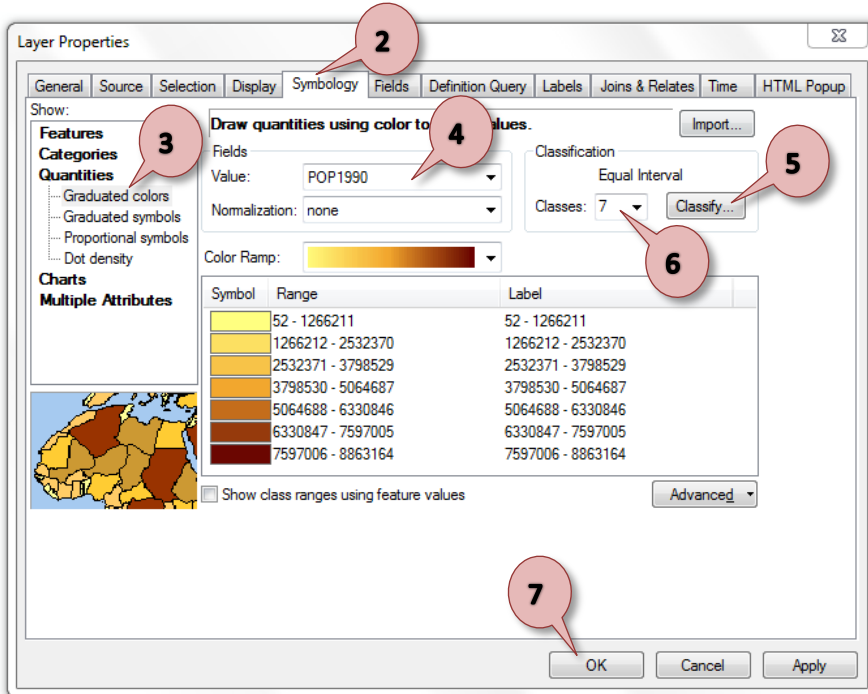 Layer Properties
2
General Source Selection Display Symbology Fields Definition Query Labels Joins & Relates Time HTML Popup
Show:
Features
Categories
Quantities
Graduated colors
Graduated symbols
Proportional symbols
Dot density
Charts
Multiple Attributes
3
Draw quantities using color to values.
Import...
4
Fields
Value: POP1990
Normalization: none
Classification
Equal Interval
Classes: 7 Classify...
5
6
Color Ramp:
Symbol Range Label
52 - 1266211 52 - 1266211
1266212 - 2532370 1266212 - 2532370
2532371 - 3798529 2532371 - 3798529
3798530 - 5064687 3798530 - 5064687
5064688 - 6330846 5064688 - 6330846
6330847 - 7597005 6330847 - 7597005
7597006 - 8863164 7597006 - 8863164
Show class ranges using feature values
Advanced
7
OK Cancel Apply